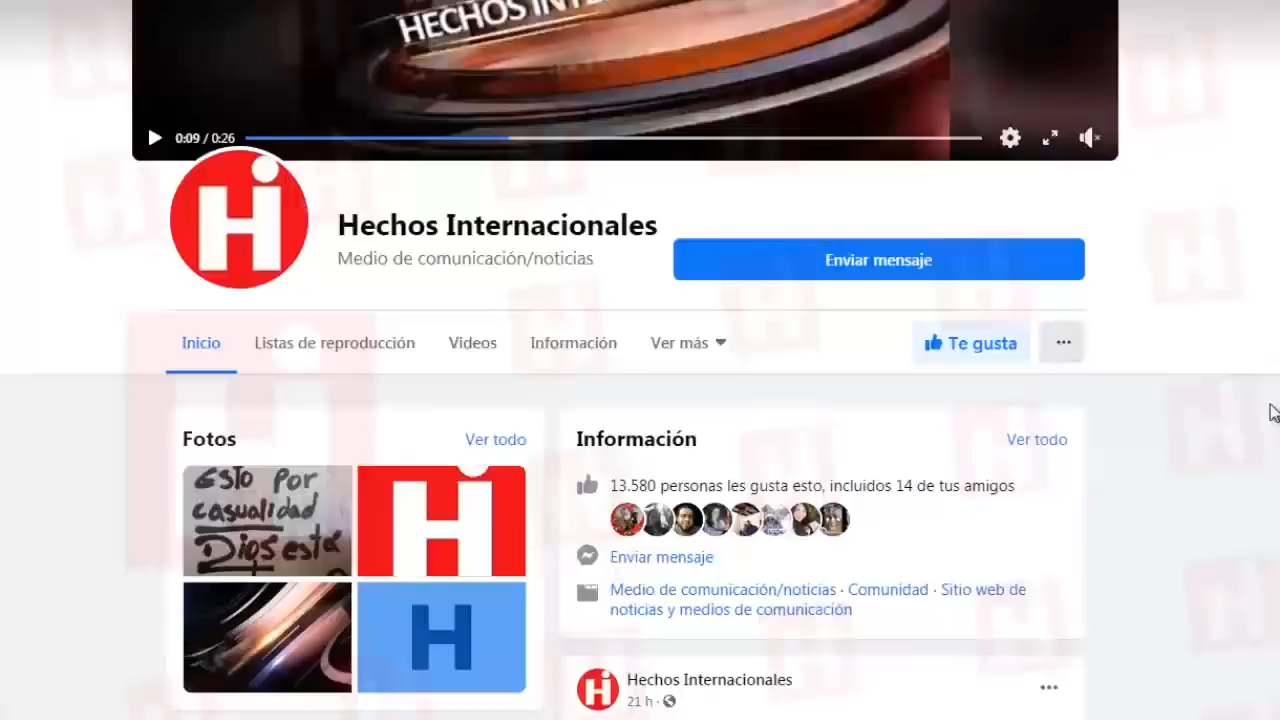 HECHOS INTE
0:09 / 0:26
Hi
Hechos Internacionales
Medio de comunicación/noticias
Enviar mensaje
Inicio
Listas de reproducción
Videos
Información
Ver más
Te gusta
Fotos
Ver todo
Esto por
casualidad
Dios está
H
H
Información
Ver todo
13.580 personas les gusta esto, incluidos 14 de tus amigos
Enviar mensaje
Medio de comunicación/noticias · Comunidad · Sitio web de
noticias y medios de comunicación
Hi
Hechos Internacionales
21 h ·